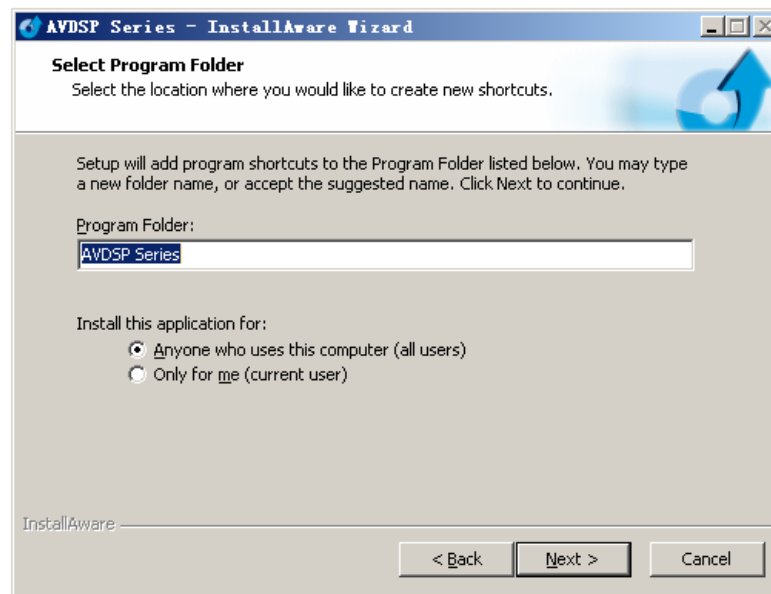 AVDSP Series - InstallAware Wizard
Select Program Folder
Select the location where you would like to create new shortcuts.
Setup will add program shortcuts to the Program Folder listed below. You may type
a new folder name, or accept the suggested name. Click Next to continue.
Program Folder:
AVDSP Series
Install this application for:
Anyone who uses this computer (all users)
Only for me (current user)
InstallAware
< Back
Next >
Cancel